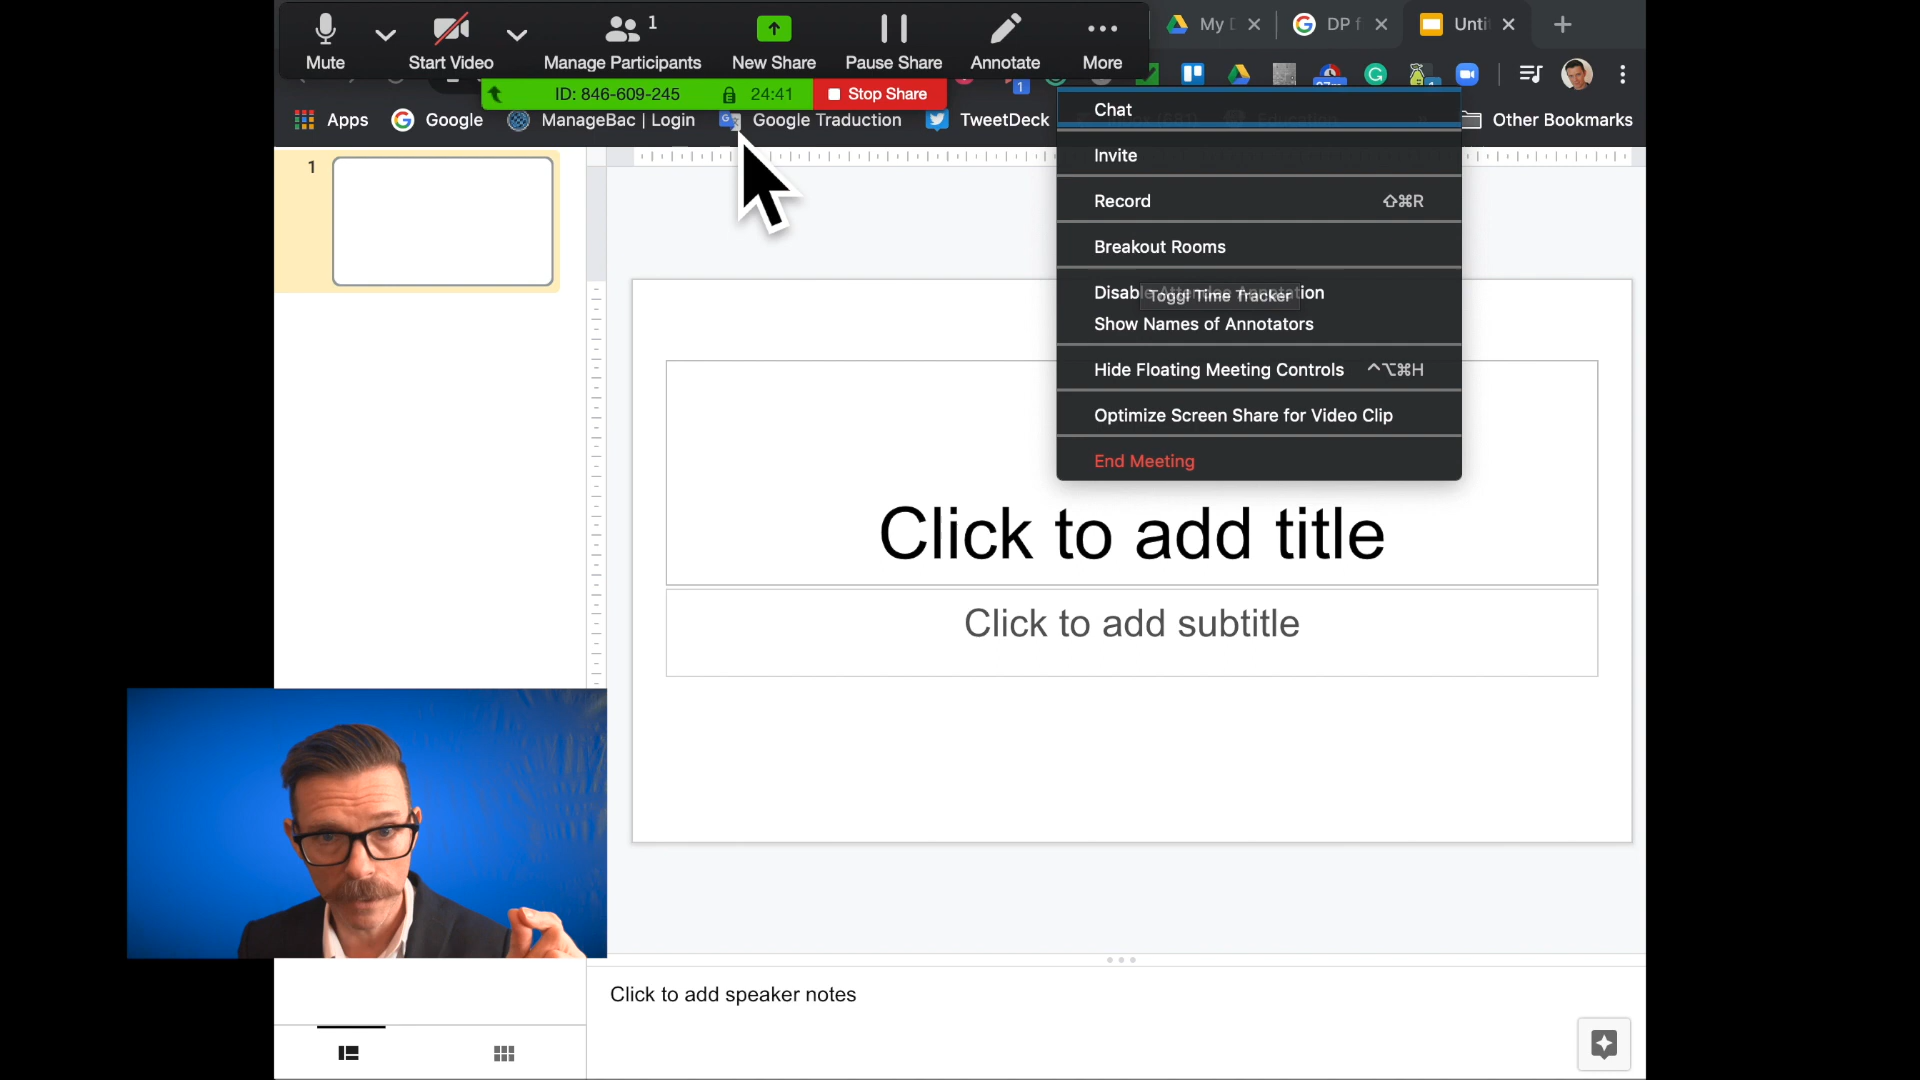 Mute
Start Video
1
Manage Participants
New Share
Pause Share
Annotate
More
My
DP f
Unti
ID: 846-609-245
24:41
Stop Share
1
Apps
Google
ManageBac | Login
Google Traduction
TweetDeck
Other Bookmarks
Chat
Invite
Record ⇧⌘R
Breakout Rooms
Toggl Time Tracker
Show Names of Annotators
Hide Floating Meeting Controls ^⌥⌘H
Optimize Screen Share for Video Clip
End Meeting
1
Click to add title
Click to add subtitle
Click to add speaker notes